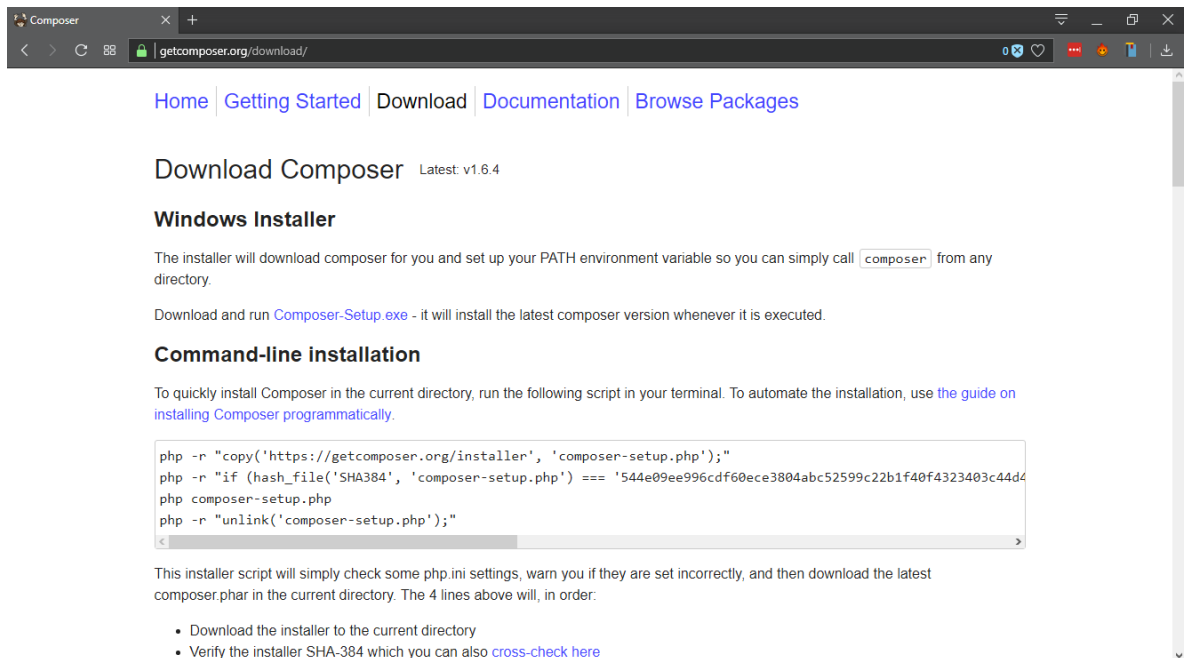 Composer
getcomposer.org/download/
0
Home Getting Started Download Documentation Browse Packages
Download Composer Latest: v1.6.4
Windows Installer
The installer will download composer for you and set up your PATH environment variable so you can simply call composer from any
directory.
Download and run Composer-Setup.exe - it will install the latest composer version whenever it is executed.
Command-line installation
To quickly install Composer in the current directory, run the following script in your terminal. To automate the installation, use the guide on
installing Composer programmatically.
php -r "copy('https://getcomposer.org/installer', 'composer-setup.php');"
php -r "if (hash_file('SHA384', 'composer-setup.php') === '544e09ee996cdf60ece3804abc52599c22b1f40f4323403c44d4
php composer-setup.php
php -r "unlink('composer-setup.php');"
This installer script will simply check some php.ini settings, warn you if they are set incorrectly, and then download the latest
composer.phar in the current directory. The 4 lines above will, in order:
• Download the installer to the current directory
• Verify the installer SHA-384 which you can also cross-check here